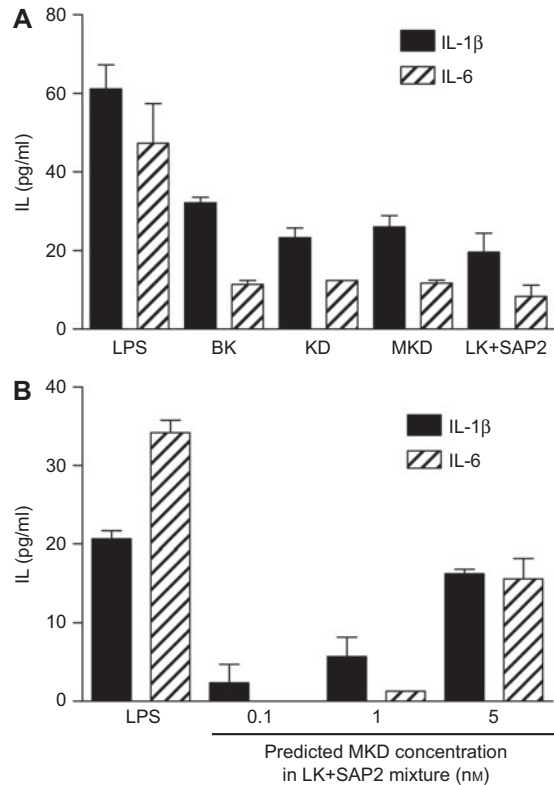 A
80
60
40
20
0
IL (pg/ml)
IL-1β
IL-6
LPS BK KD MKD LK+SAP2
B
40
30
20
10
0
IL (pg/ml)
IL-1β
IL-6
LPS 0.1 1 5
Predicted MKD concentration
in LK+SAP2 mixture (nM)